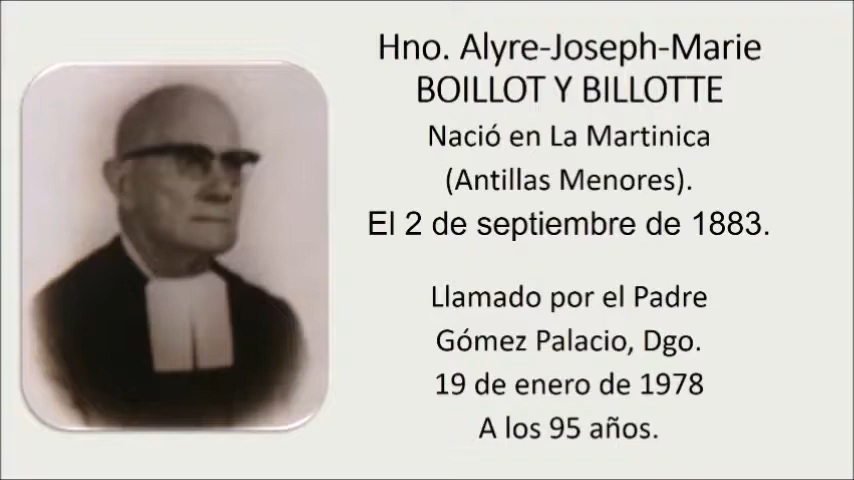 Hno. Alyre-Joseph-Marie
BOILLOT Y BILLOTTE
Nació en La Martinica
(Antillas Menores).
El 2 de septiembre de 1883.
Llamado por el Padre
Gómez Palacio, Dgo.
19 de enero de 1978
A los 95 años.